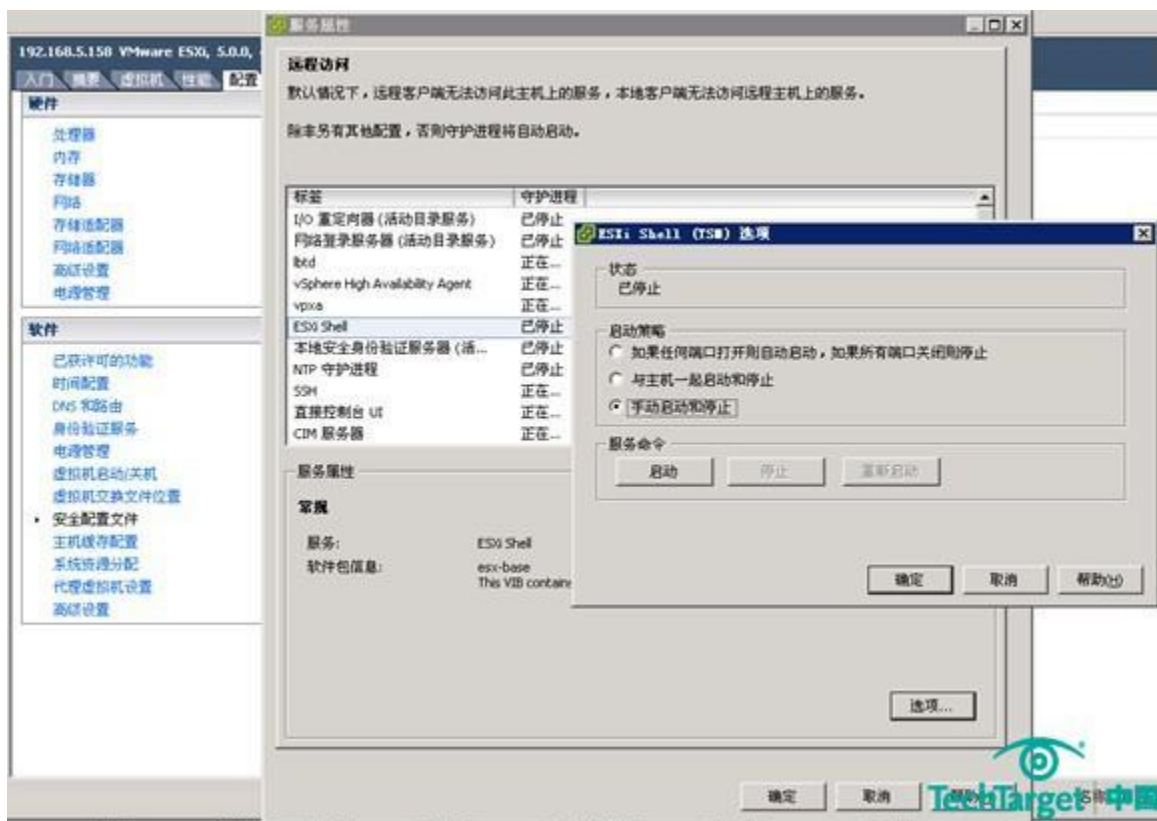 服务属性
192.168.5.158 VMware ESXi, 5.0.0,
入门 摘要 虚拟机 性能 配置
硬件
处理器
内存
存储器
网络
存储适配器
网络适配器
高级设置
电源管理
软件
已获许可的功能
时间配置
DNS 和路由
身份验证服务
电源管理
虚拟机启动/关机
虚拟机交换文件位置
安全配置文件
主机缓存配置
系统资源分配
代理虚拟机设置
高级设置
远程访问
默认情况下，远程客户端无法访问此主机上的服务，本地客户端无法访问远程主机上的服务。
除非另有其他配置，否则守护进程将自动启动。
标签 守护进程
I/O 重定向器 (活动目录服务) 已停止
网络登录服务器 (活动目录服务) 已停止
lbtd 正在...
vSphere High Availability Agent 正在...
vpxa 正在...
ESXi Shell 已停止
本地安全身份验证服务器 (活... 已停止
NTP 守护进程 已停止
SSH 正在...
直接控制台 UI 正在...
CIM 服务器 正在...
服务属性
常规
服务: ESXi Shell
软件包信息: esx-base
This VIB contains
选项...
确定 取消
ESXi Shell (TSM) 选项
状态
已停止
启动策略
如果任何端口打开则自动启动，如果所有端口关闭则停止
与主机一起启动和停止
手动启动和停止
服务命令
启动 停止 重新启动
确定 取消 帮助(H)
TechTarget 中国